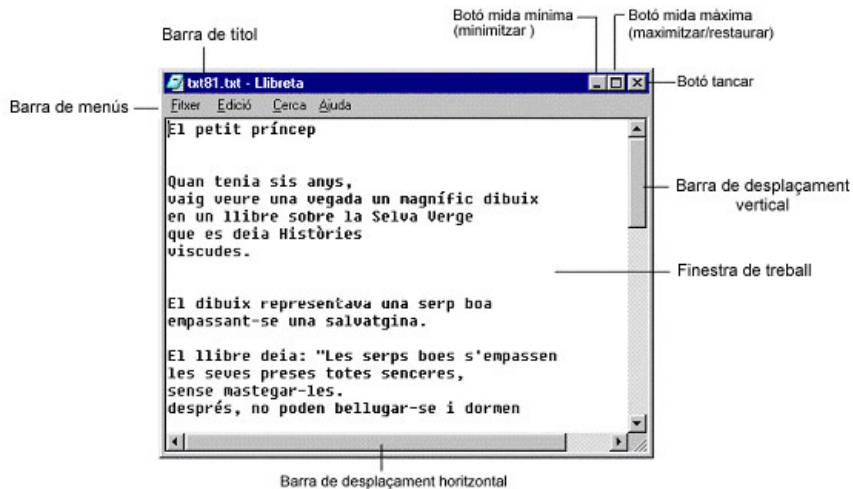 Botó mida mínima
(minimitzar )
Botó mida màxima
(maximitzar/restaurar)
Barra de títol
Botó tancar
txt81.txt - Llibreta
Barra de menús
Fitxer Edició Cerca Ajuda
El petit príncep
Quan tenia sis anys,
vaig veure una vegada un magnífic dibuix
en un llibre sobre la Selva Verge
que es deia Històries
viscudes.
Barra de desplaçament
vertical
Finestra de treball
El dibuix representava una serp boa
empassant-se una salvatgina.
El llibre deia: "Les serps boes s'empassen
les seves preses totes senceres,
sense mastegar-les.
després, no poden bellugar-se i dormen
Barra de desplaçament horitzontal